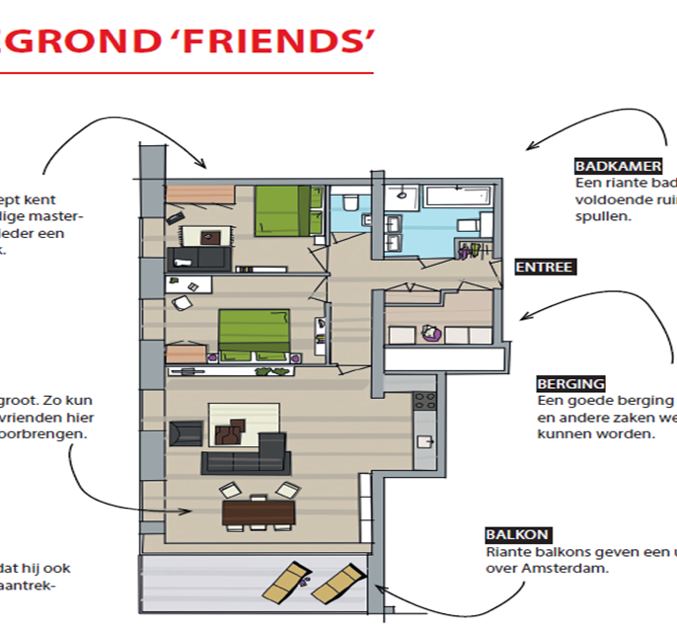 EGROND ‘FRIENDS’
BADKAMER
Een riante bad
voldoende rui
spullen.
ept kent
lige master-
ieder een
k.
ENTREE
BERGING
Een goede berging
en andere zaken we
kunnen worden.
groot. Zo kun
vrienden hier
oorbrengen.
BALKON
Riante balkons geven een u
over Amsterdam.
dat hij ook
aantrek-